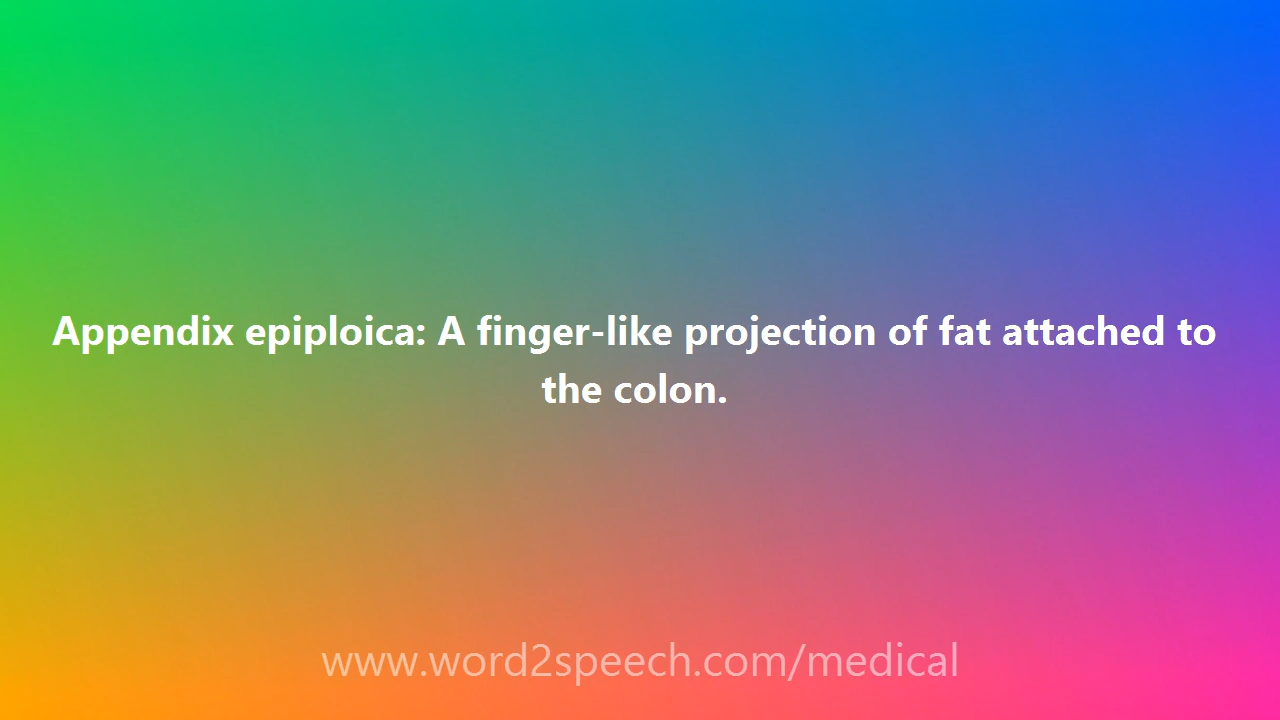 Appendix epiploica: A finger-like projection of fat attached to
the colon.
www.word2speech.com/medical